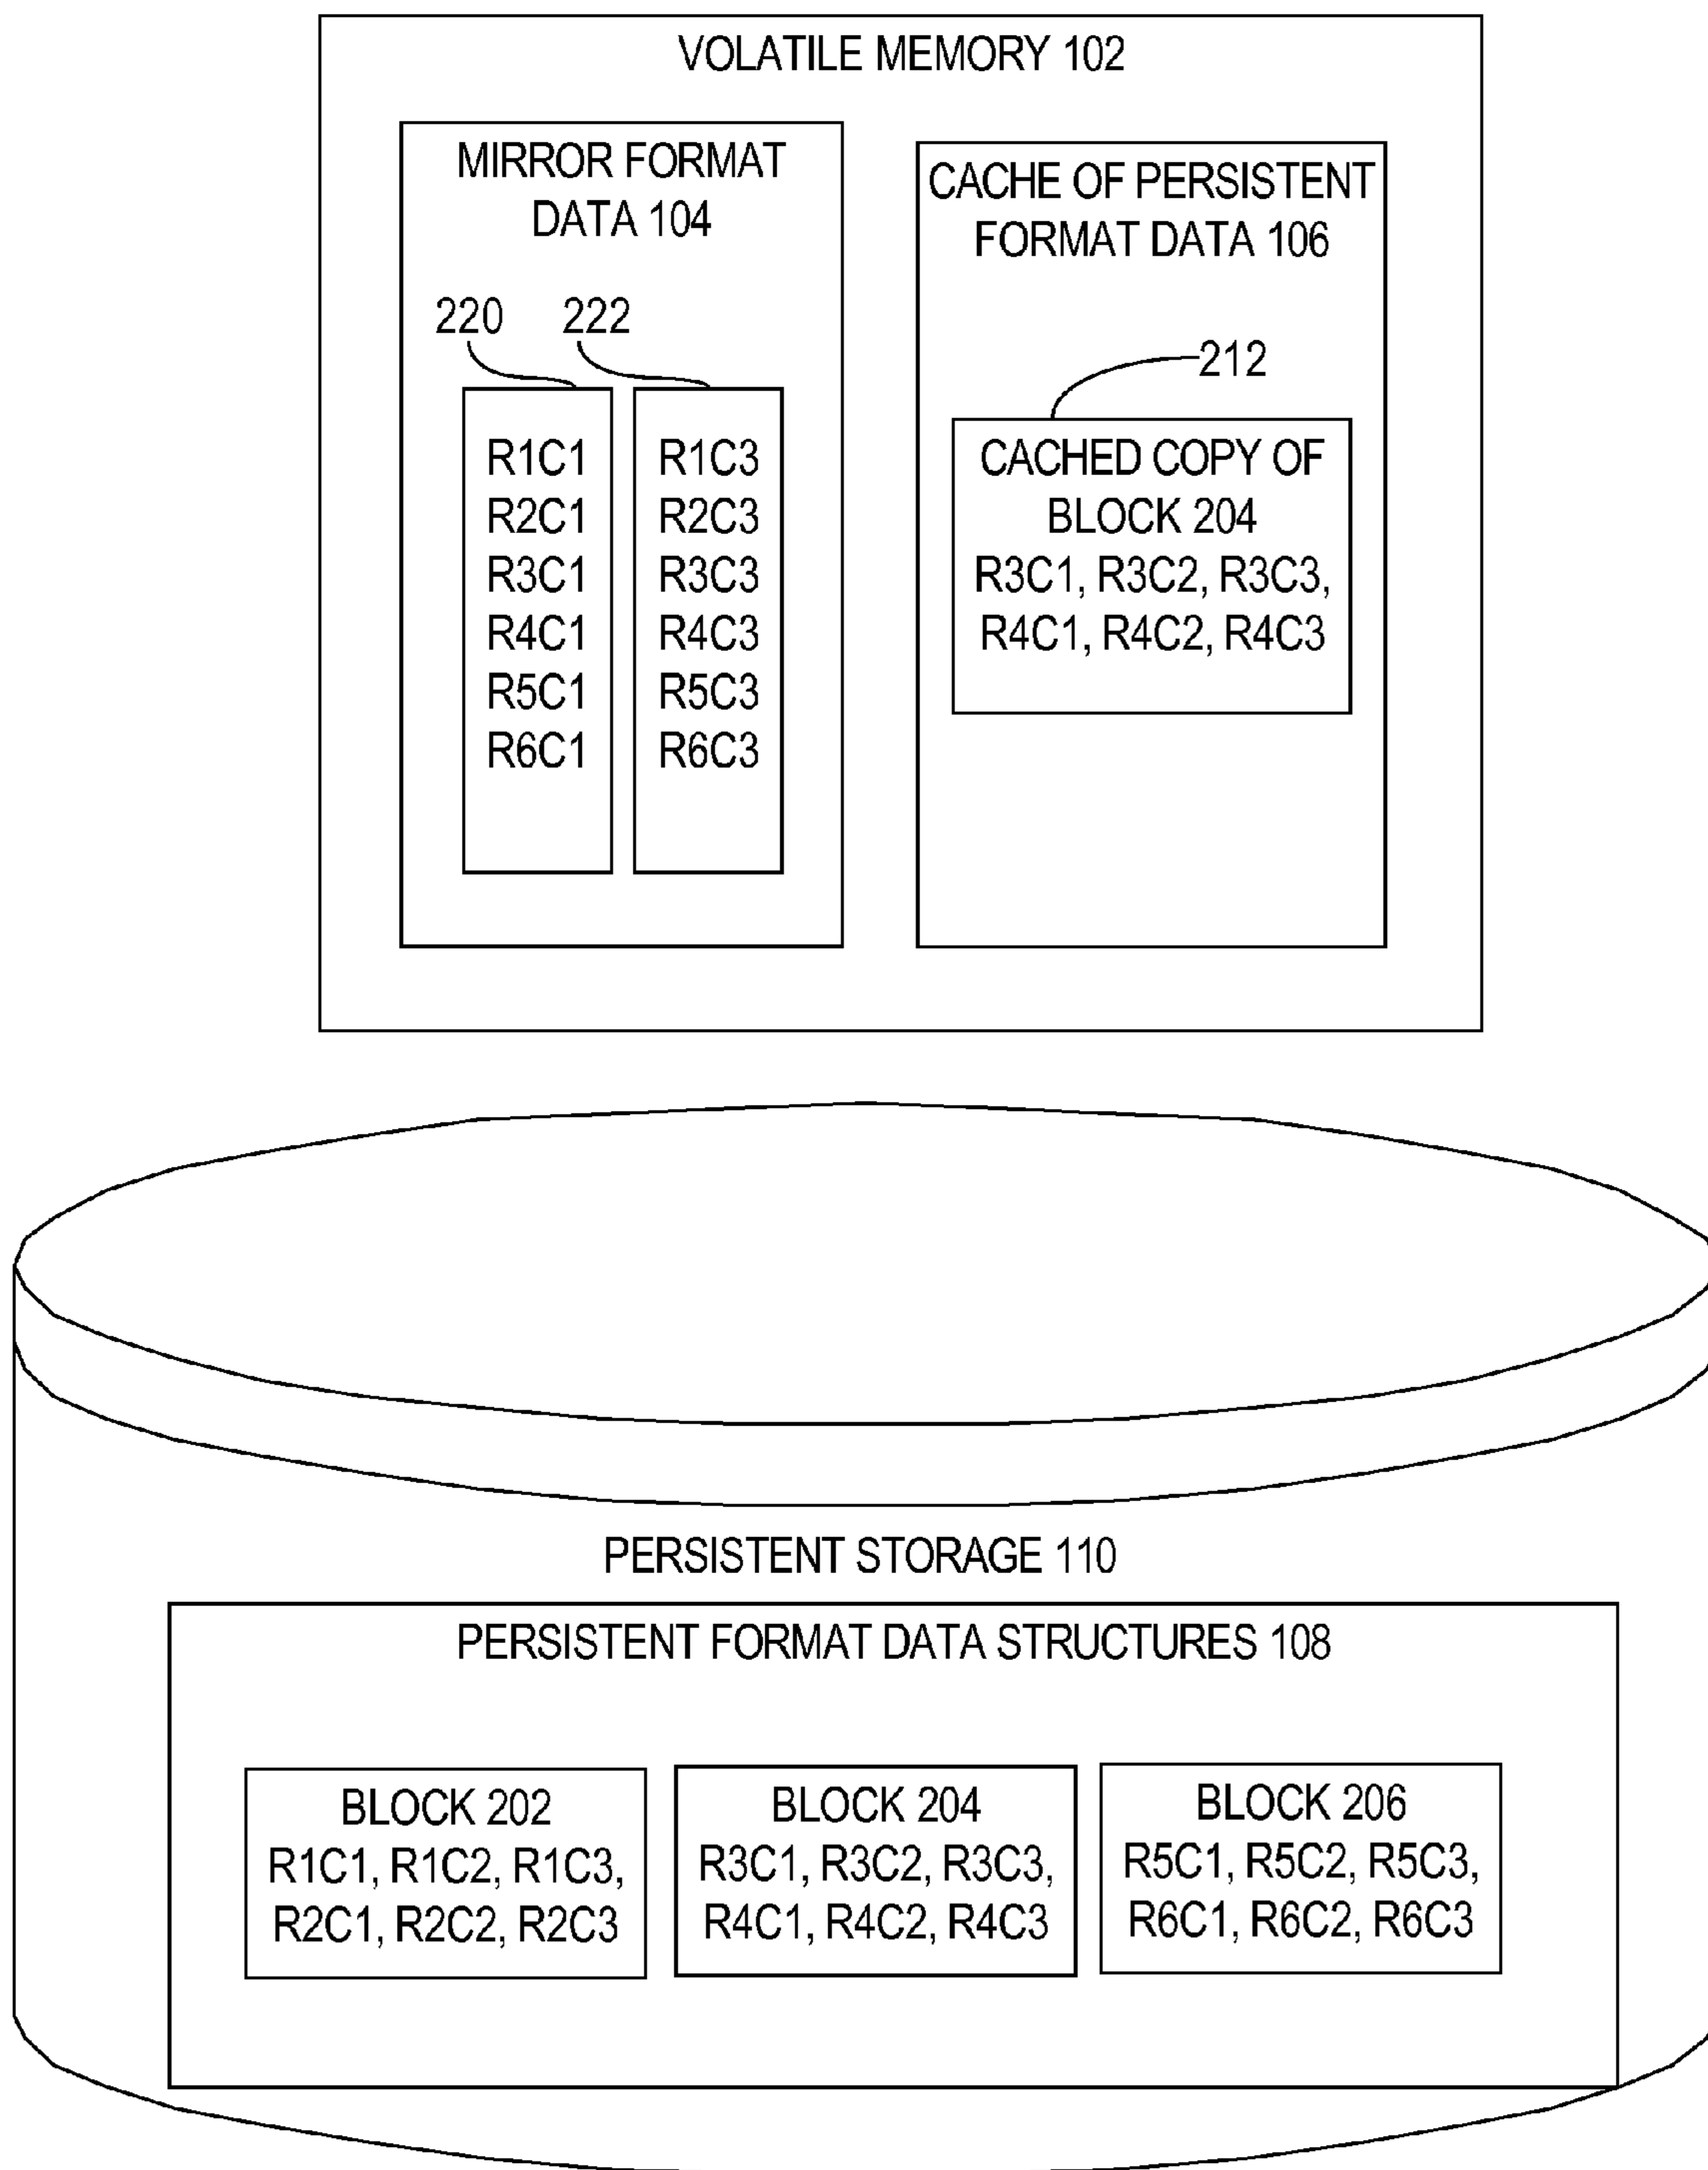 VOLATILE MEMORY 102
MIRROR FORMAT
DATA 104
220
222
R1C1
R2C1
R3C1
R4C1
R5C1
R6C1
R1C3
R2C3
R3C3
R4C3
R5C3
R6C3
CACHE OF PERSISTENT
FORMAT DATA 106
212
CACHED COPY OF
BLOCK 204
R3C1, R3C2, R3C3,
R4C1, R4C2, R4C3
PERSISTENT STORAGE 110
PERSISTENT FORMAT DATA STRUCTURES 108
BLOCK 202
R1C1, R1C2, R1C3,
R2C1, R2C2, R2C3
BLOCK 204
R3C1, R3C2, R3C3,
R4C1, R4C2, R4C3
BLOCK 206
R5C1, R5C2, R5C3,
R6C1, R6C2, R6C3